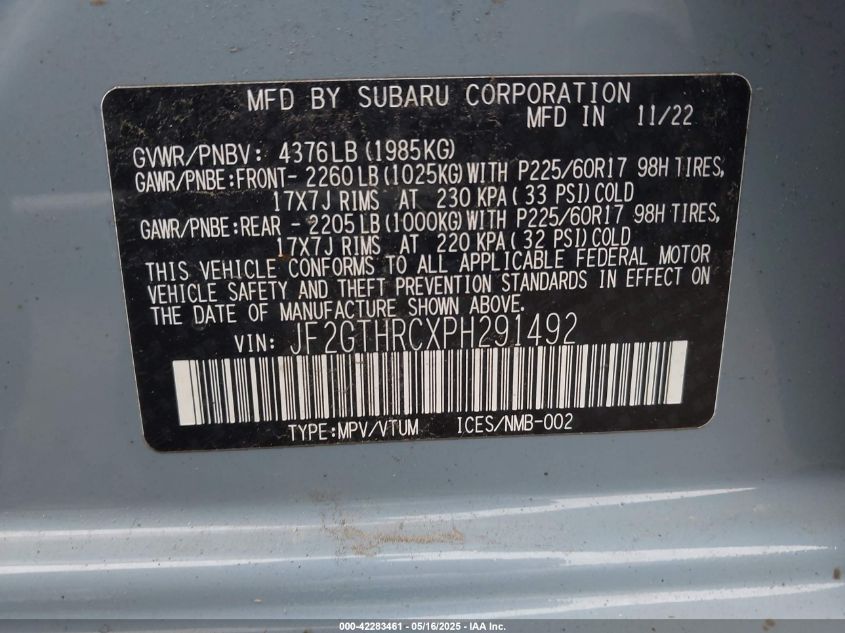 MFD BY SUBARU CORPORATION
MFD IN 11/22
GVWR/PNBV: 4376LB (1985KG)
GAWR/PNBE:FRONT- 2260LB (1025KG) WITH P225/60R17 98H TIRES,
17X7J RIMS AT 230 KPA (33 PSI) COLD
GAWR/PNBE:REAR - 2205LB (1000KG) WITH P225/60R17 98H TIRES,
17X7J RIMS AT 220 KPA (32 PSI) COLD
THIS VEHICLE CONFORMS TO ALL APPLICABLE FEDERAL MOTOR
VEHICLE SAFETY AND THEFT PREVENTION STANDARDS IN EFFECT ON
THE DATE OF MANUFACTURE SHOWN ABOVE.
VIN: JF2GTHRCXPH291492
TYPE:MPV/VTUM ICES/NMB-002
000-42283461 - 05/16/2025 - IAA Inc.